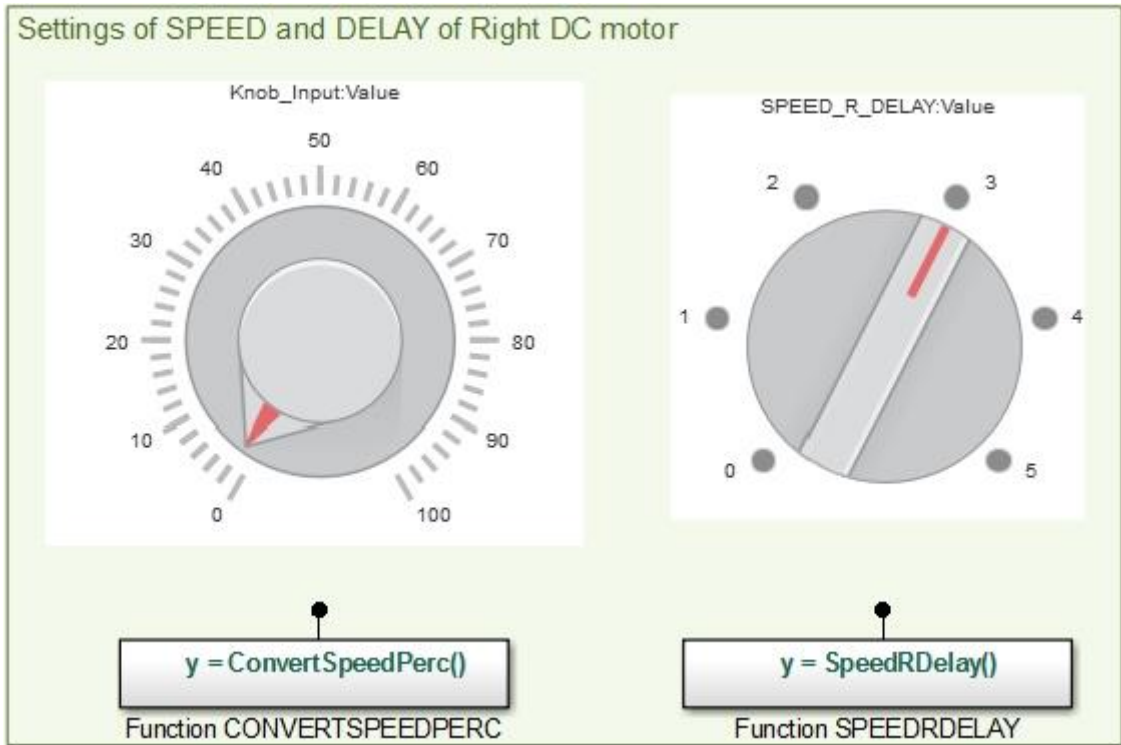 Settings of SPEED and DELAY of Right DC motor
Knob_Input:Value
0
10
20
30
40
50
60
70
80
90
100
SPEED_R_DELAY:Value
0
1
2
3
4
5
y = ConvertSpeedPerc()
Function CONVERTSPEEDPERC
y = SpeedRDelay()
Function SPEEDRDELAY